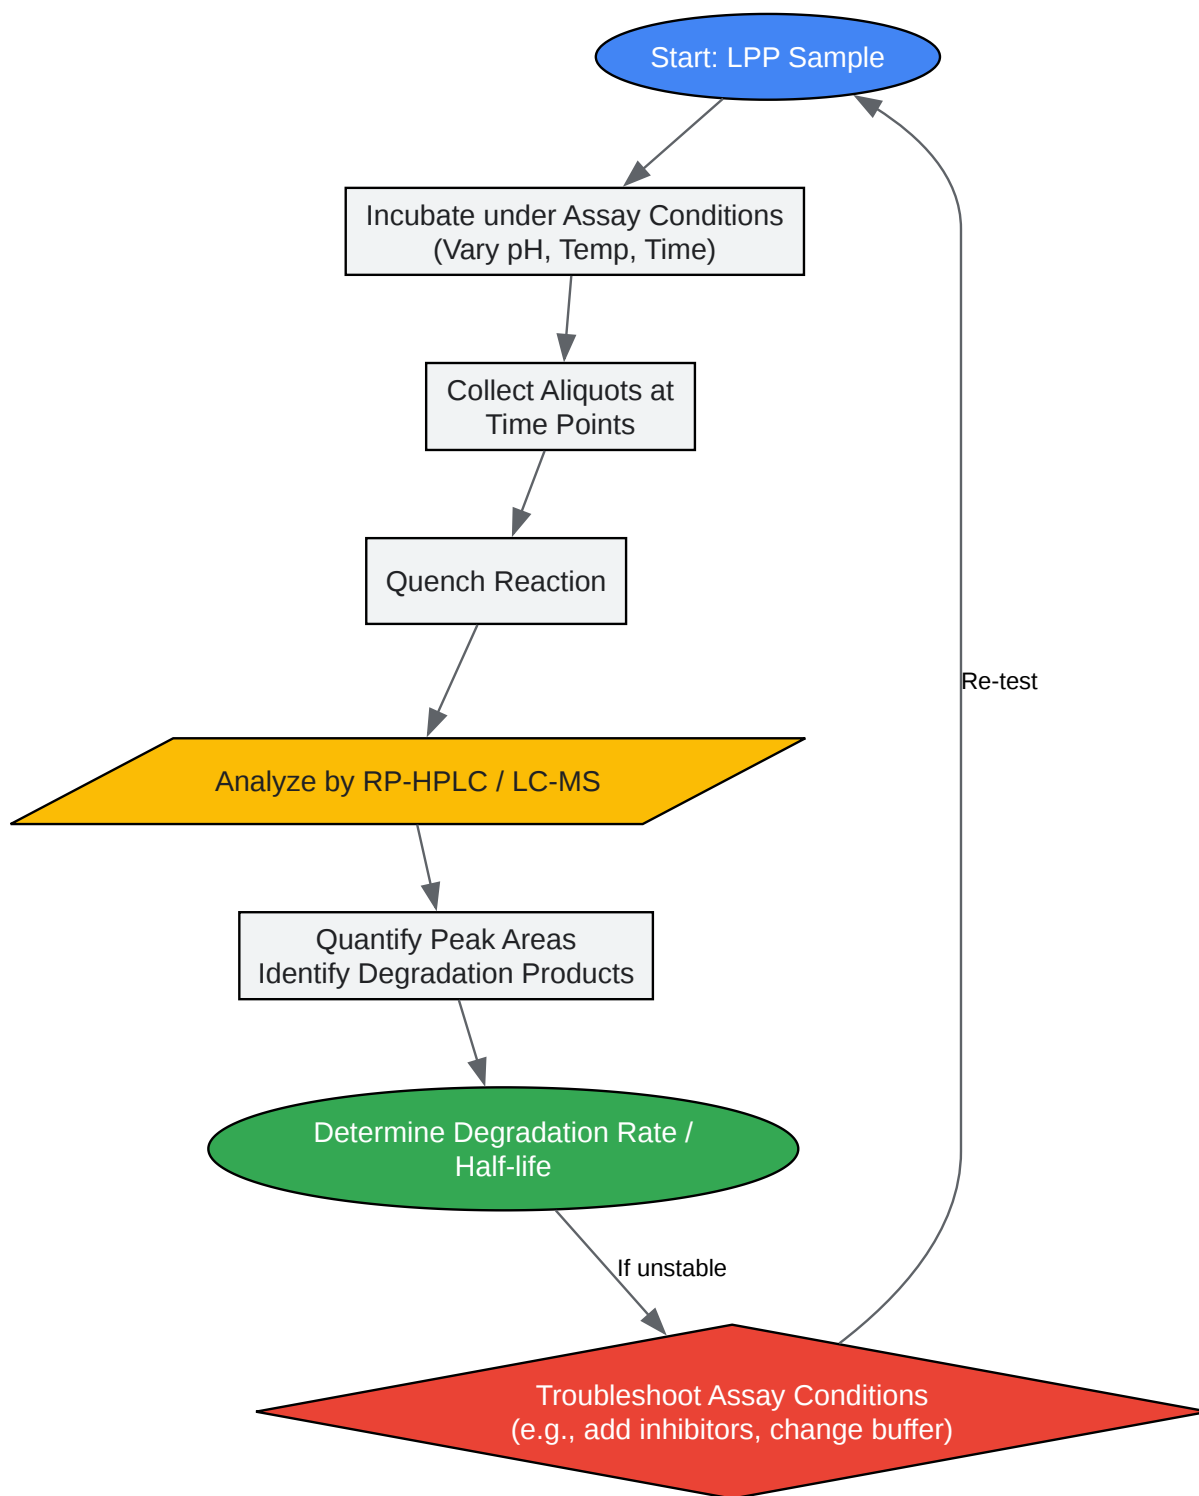 Start: LPP Sample
Incubate under Assay Conditions
(Vary pH, Temp, Time)
Collect Aliquots at
Time Points
Quench Reaction
Re-test
Analyze by RP-HPLC / LC-MS
Quantify Peak Areas
Identify Degradation Products
Determine Degradation Rate /
Half-life
If unstable
Troubleshoot Assay Conditions
(e.g., add inhibitors, change buffer)